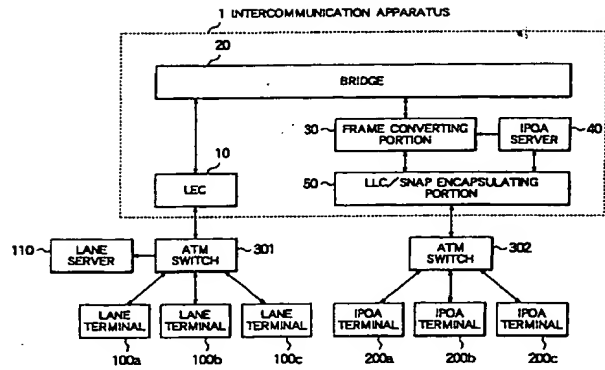 1 INTERCOMMUNICATION APPARATUS
20
BRIDGE
30
FRAME CONVERTING
PORTION
IPOA
SERVER
40
10
LEC
50
LLC/SNAP ENCAPSULATING
PORTION
110
LANE
SERVER
ATM
SWITCH
301
ATM
SWITCH
302
LANE
TERMINAL
LANE
TERMINAL
LANE
TERMINAL
IPOA
TERMINAL
IPOA
TERMINAL
IPOA
TERMINAL
100a
100b
100c
200a
200b
200c